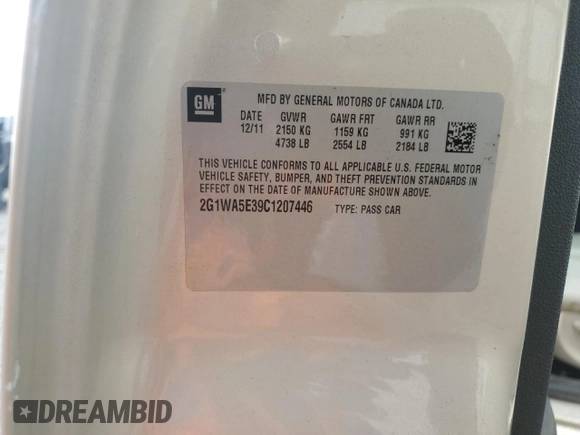 GM
MFD BY GENERAL MOTORS OF CANADA LTD.
DATE GVWR GAWR FRT GAWR RR
12/11 2150 KG 1159 KG 991 KG
4738 LB 2554 LB 2184 LB
THIS VEHICLE CONFORMS TO ALL APPLICABLE U.S. FEDERAL MOTOR
VEHICLE SAFETY, BUMPER, AND THEFT PREVENTION STANDARDS IN
EFFECT ON THE DATE OF MANUFACTURE SHOWN ABOVE.
2G1WA5E39C1207446 TYPE: PASS CAR
DREAMBID